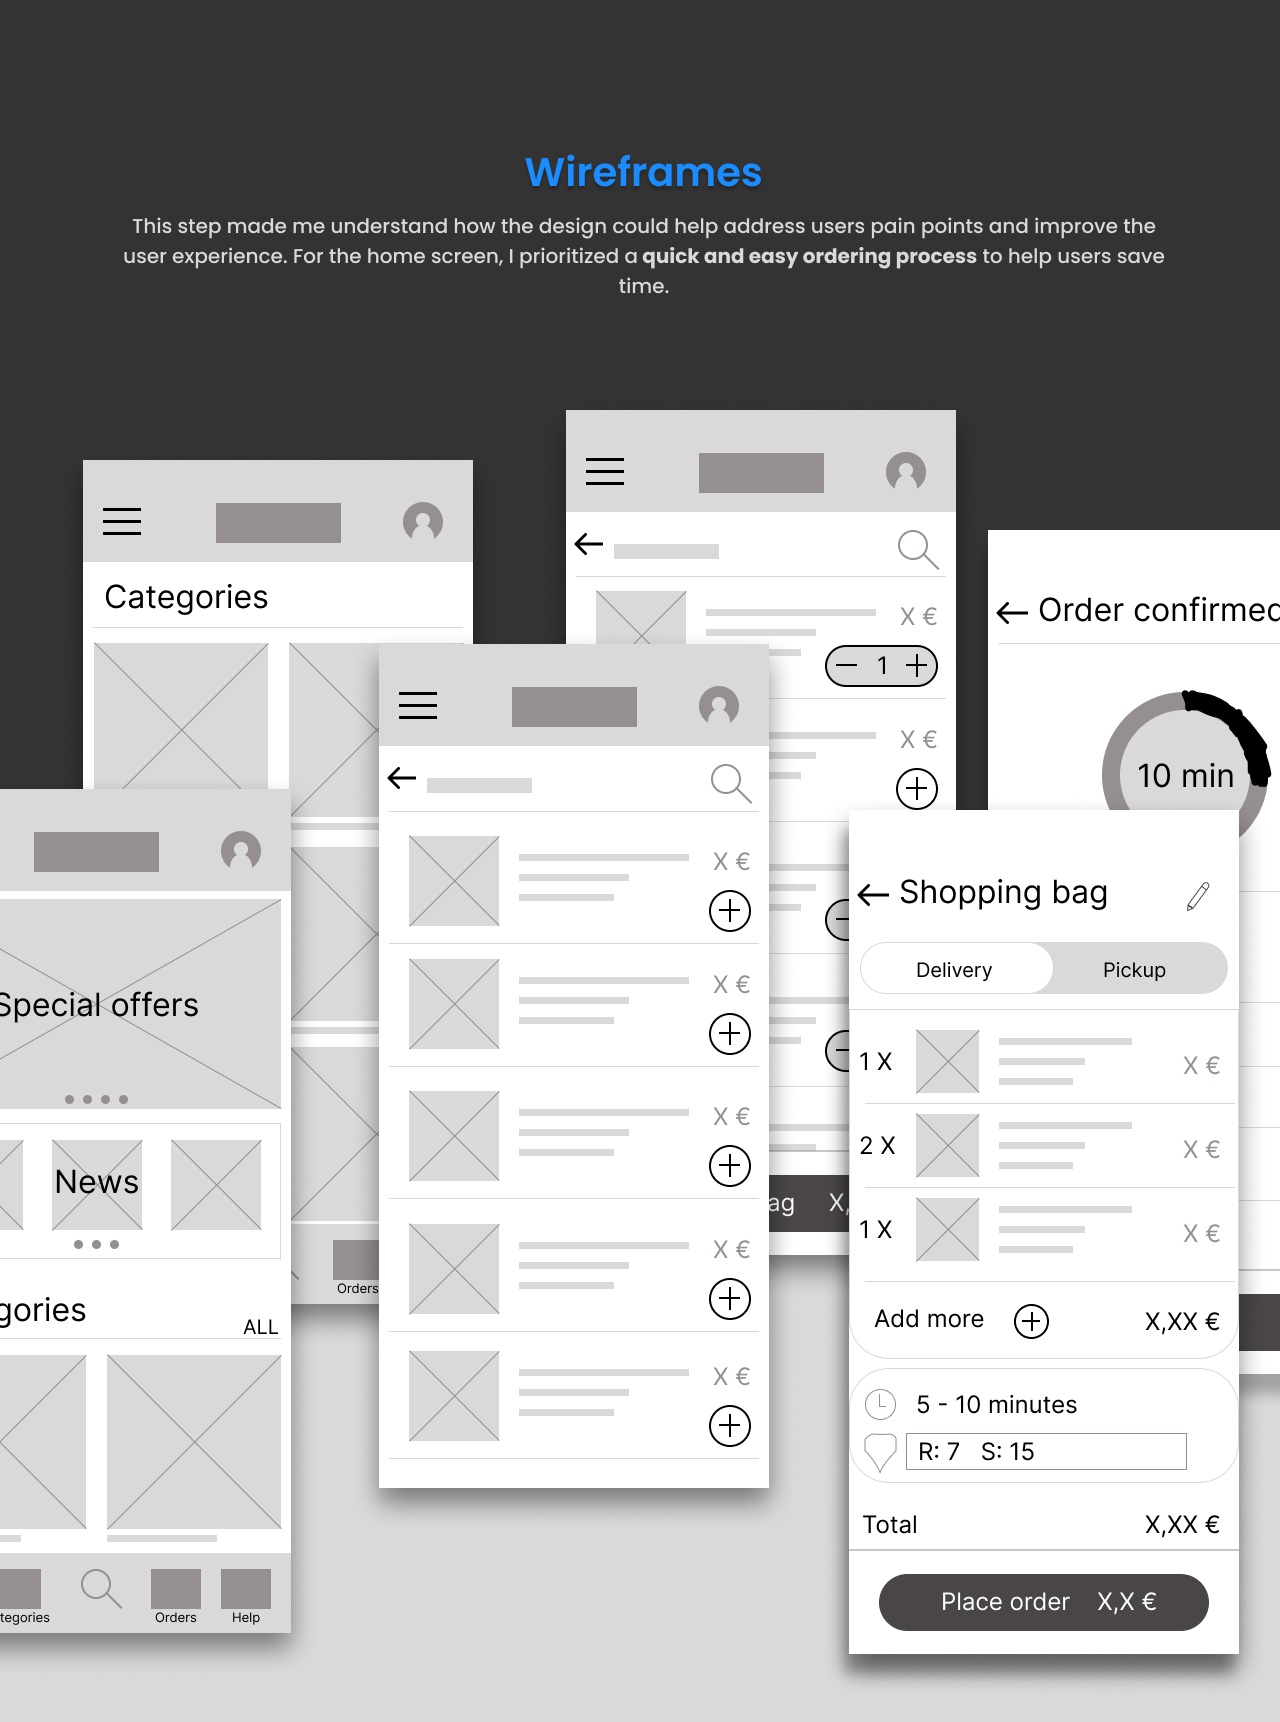 Wireframes
This step made me understand how the design could help address users pain points and improve the
user experience. For the home screen, I prioritized a quick and easy ordering process to help users save
time.
Categories
X €
1
X €
Order confirmed
10 min
X €
X €
X €
X €
X €
Special offers
News
gories
ALL
tegories
Orders
Help
Orders
ag X,
Shopping bag
Delivery
Pickup
1 X
X €
2 X
X €
1 X
X €
Add more
X,XX €
5 - 10 minutes
R: 7 S: 15
Total
X,XX €
Place order X,X €